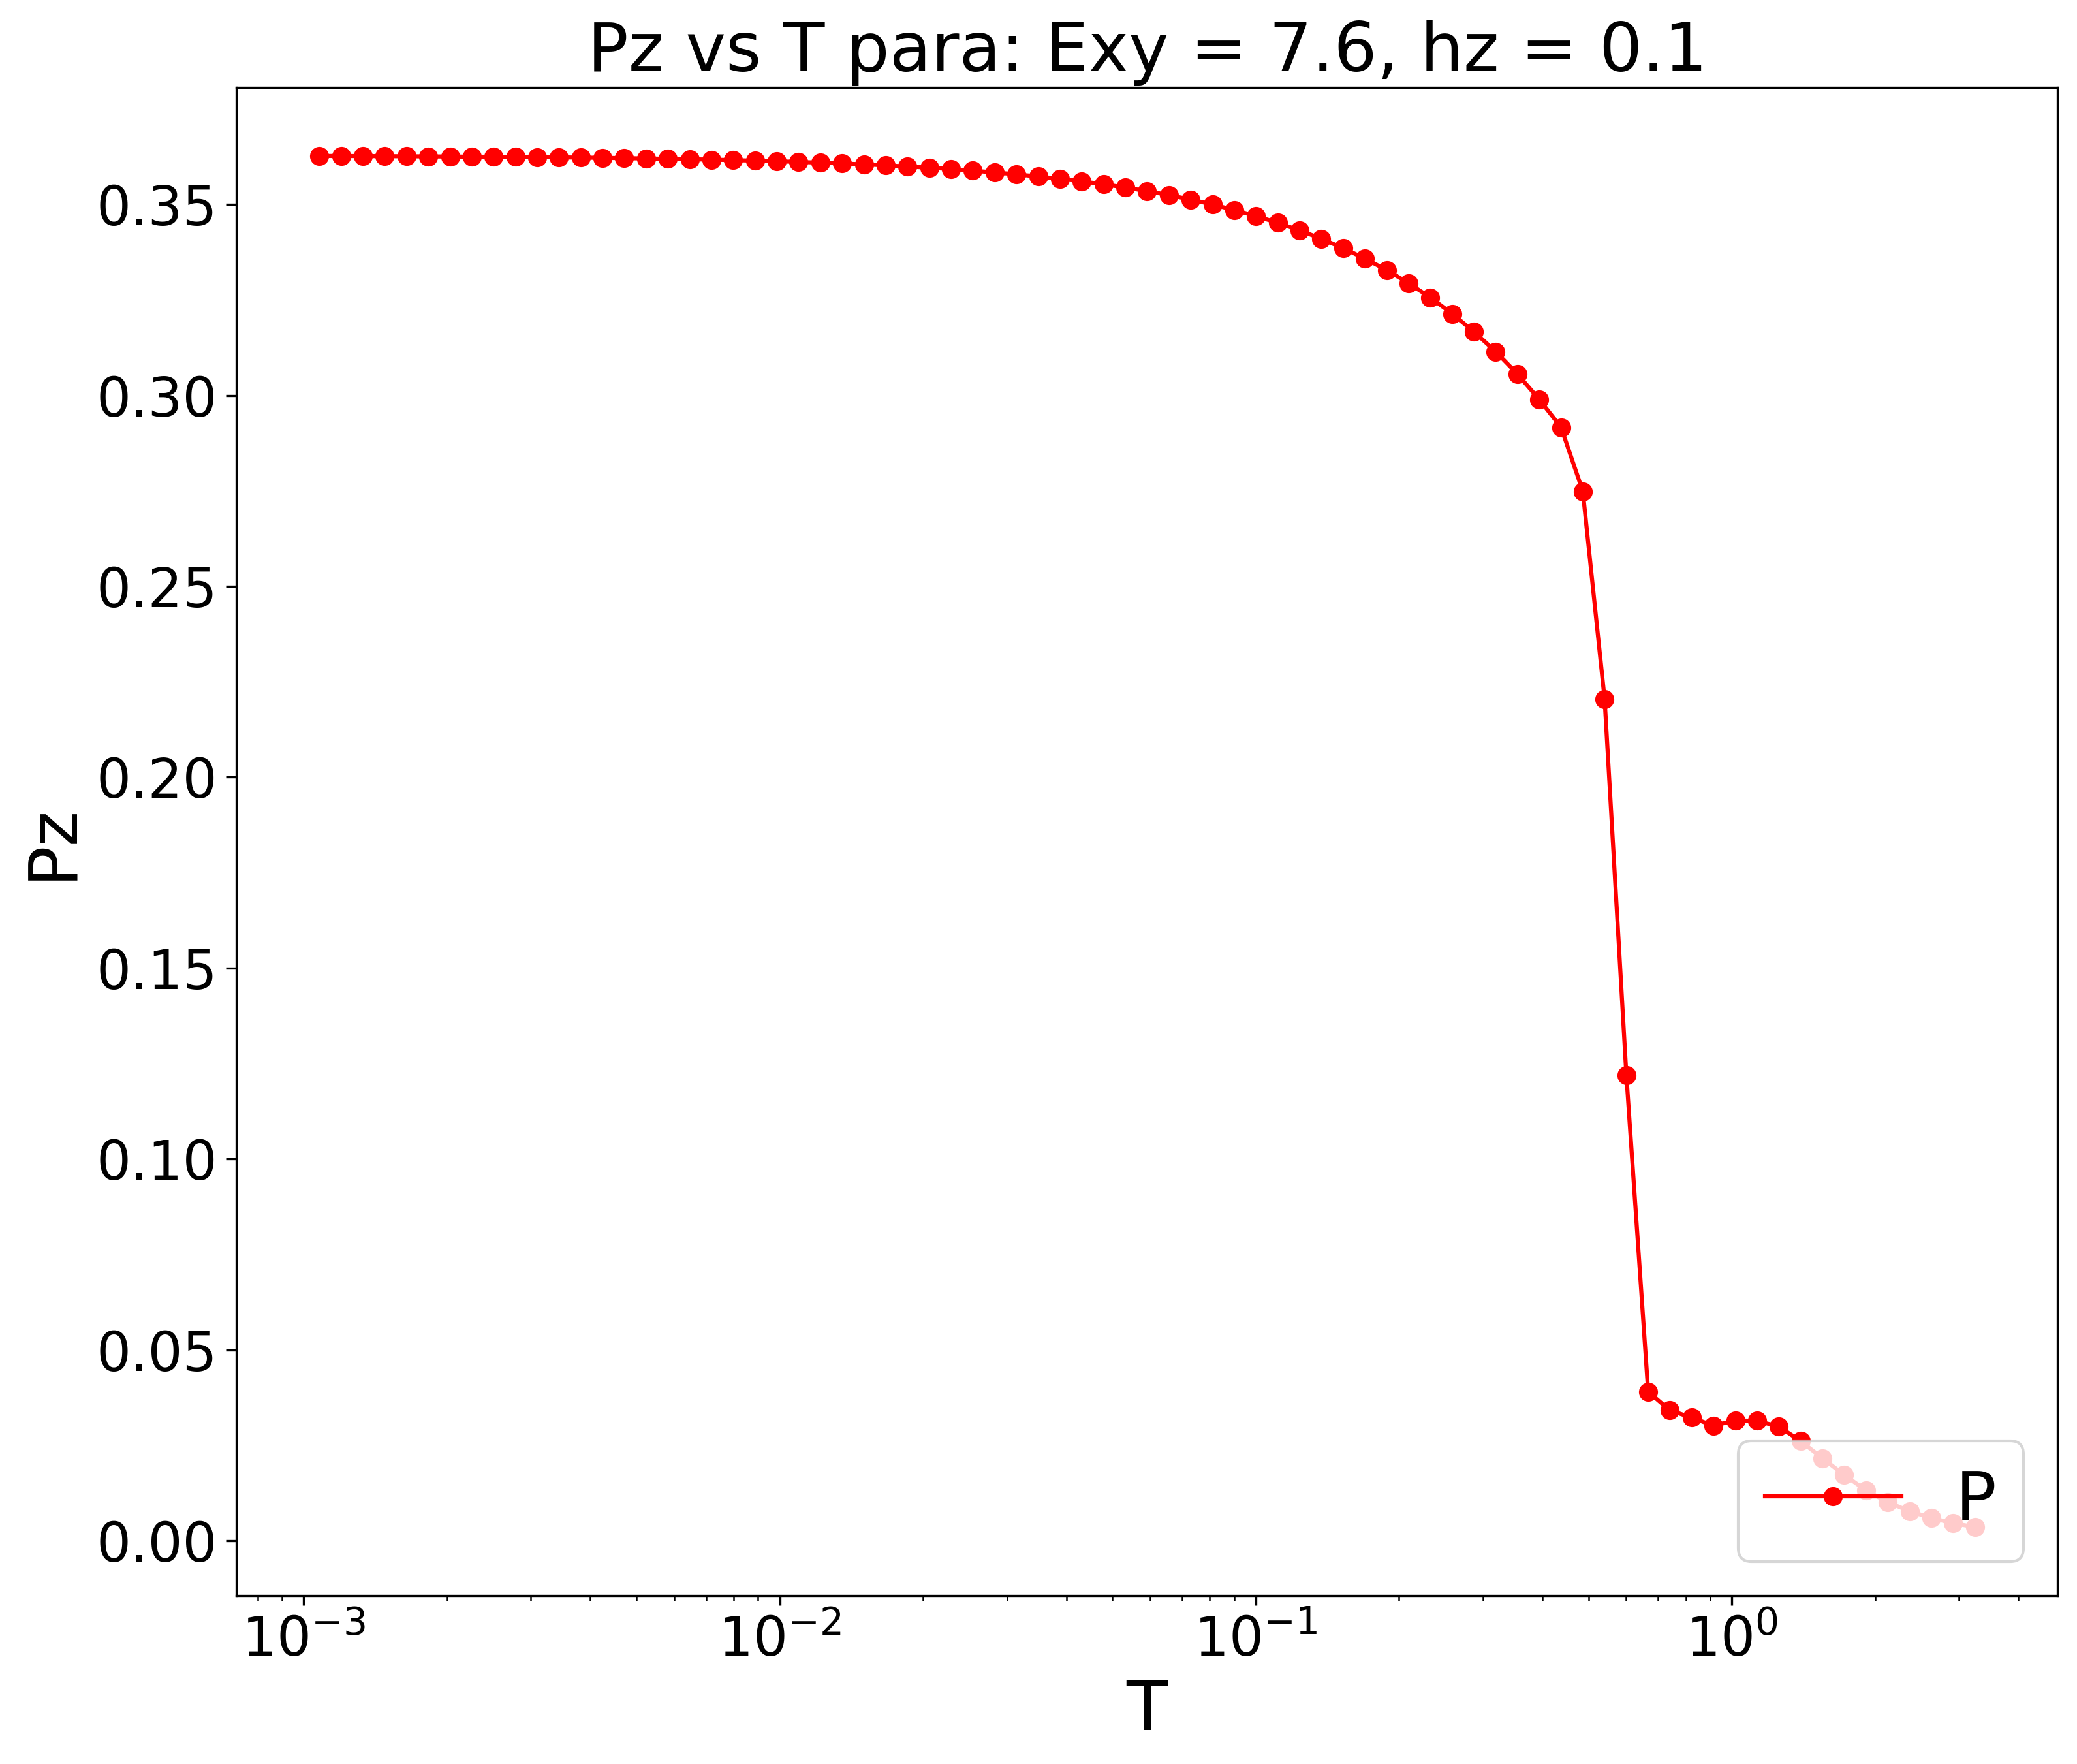 Pz vs T para: Exy = 7.6, hz = 0.1
Pz
0.35
0.30
0.25
0.20
0.15
0.10
0.05
0.00
P
10⁻³ 10⁻² 10⁻¹ 10⁰
T